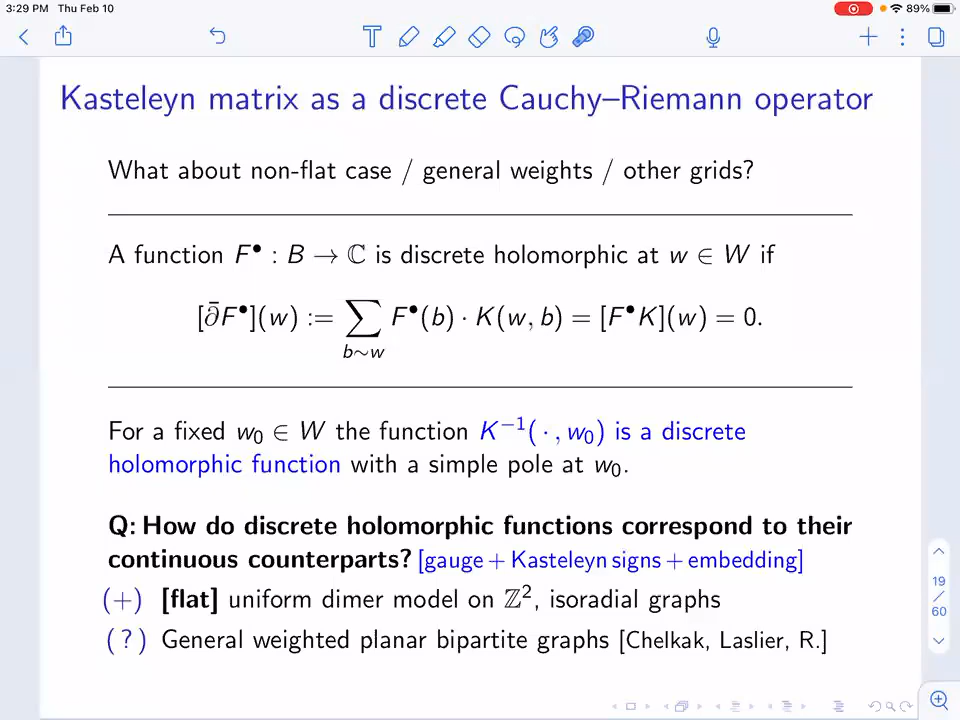 3:29 PM Thu Feb 10
89%
Kasteleyn matrix as a discrete Cauchy–Riemann operator
What about non-flat case / general weights / other grids?
A function F• : B → ℂ is discrete holomorphic at w ∈ W if
[∂̄F•](w) := ∑ F•(b) · K(w, b) = [F•K](w) = 0.
b∼w
For a fixed w₀ ∈ W the function K⁻¹( · , w₀) is a discrete
holomorphic function with a simple pole at w₀.
Q: How do discrete holomorphic functions correspond to their
continuous counterparts? [gauge + Kasteleyn signs + embedding]
(+) [flat] uniform dimer model on ℤ², isoradial graphs
(?) General weighted planar bipartite graphs [Chelkak, Laslier, R.]
19
/
60